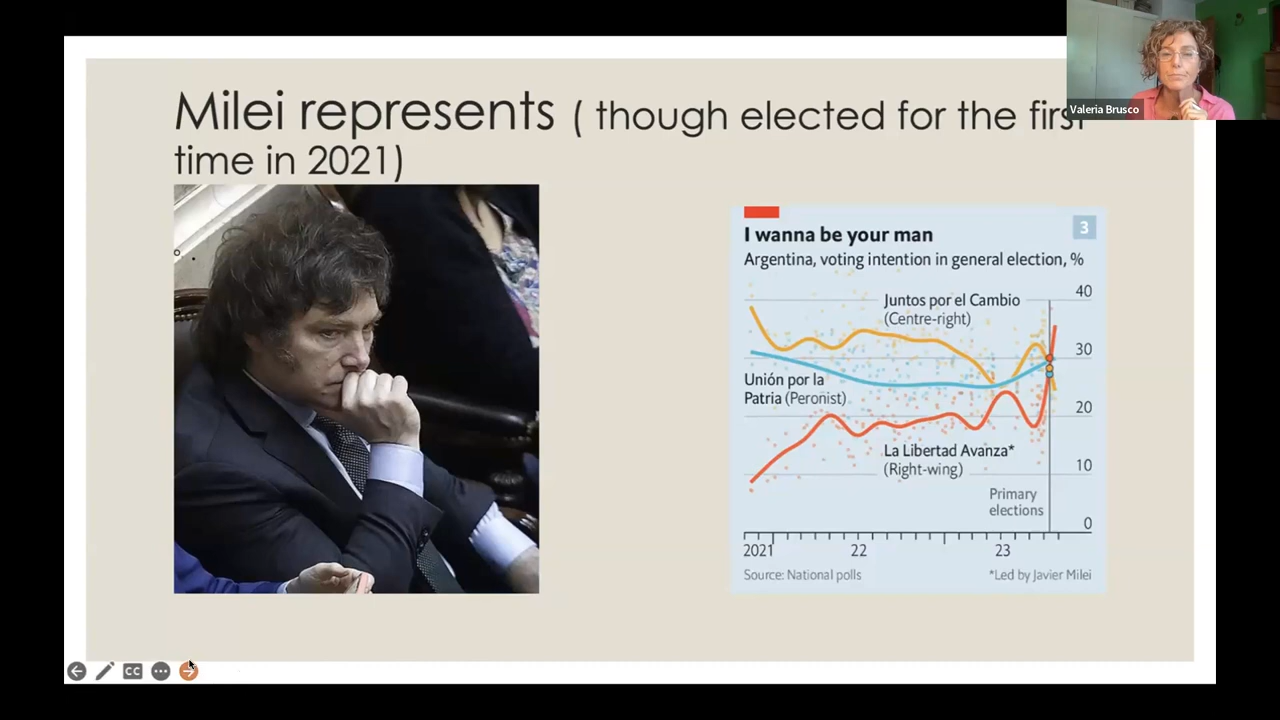 Milei represents ( though elected for the first
time in 2021)
Valeria Brusco
I wanna be your man
3
Argentina, voting intention in general election, %
40
Juntos por el Cambio
(Centre-right)
30
Unión por la
Patria (Peronist)
20
La Libertad Avanza*
(Right-wing)
10
Primary
elections
0
2021 22 23
Source: National polls *Led by Javier Milei
CC